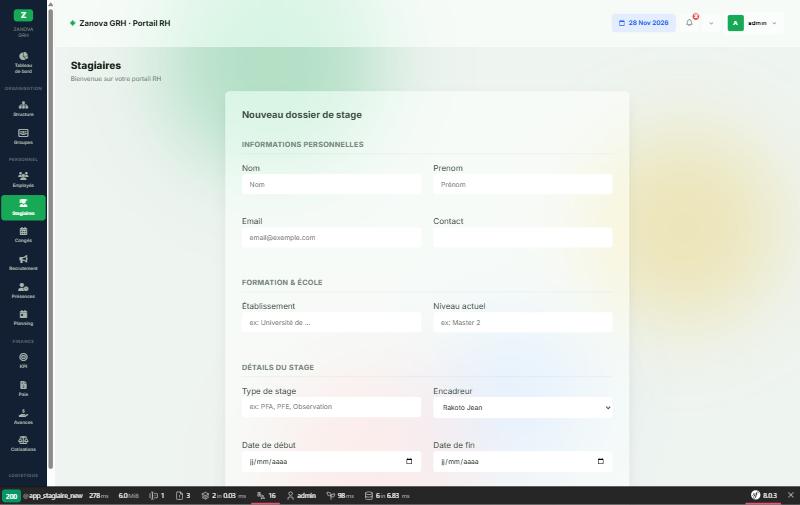 Z
ZANOVA
GRH
Tableau
de bord
ORGANISATION
Structure
Groupes
PERSONNEL
Employés
Stagiaires
Congés
Recrutement
Présences
Planning
FINANCE
KPI
Paie
Avances
Cotisations
LOGISTIQUE
Zanova GRH · Portail RH
28 Nov 2026
A
admin
Stagiaires
Bienvenue sur votre portail RH
Nouveau dossier de stage
INFORMATIONS PERSONNELLES
Nom
Prenom
Nom
Prénom
Email
Contact
email@exemple.com
FORMATION & ÉCOLE
Établissement
Niveau actuel
ex: Université de ...
ex: Master 2
DÉTAILS DU STAGE
Type de stage
Encadreur
ex: PFA, PFE, Observation
Rakoto Jean
Date de début
Date de fin
jj/mm/aaaa
jj/mm/aaaa
200 @app_stagiaire_new 278 ms 6.0 MiB 1 3 2 in 0.03 ms 16 admin 98 ms 6 in 6.83 ms 8.0.3